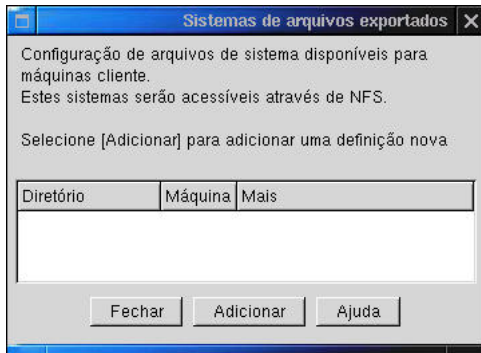 Sistemas de arquivos exportados
Configuração de arquivos de sistema disponíveis para
máquinas cliente.
Estes sistemas serão acessíveis através de NFS.
Selecione [Adicionar] para adicionar uma definição nova
Diretório Máquina Mais
Fechar Adicionar Ajuda